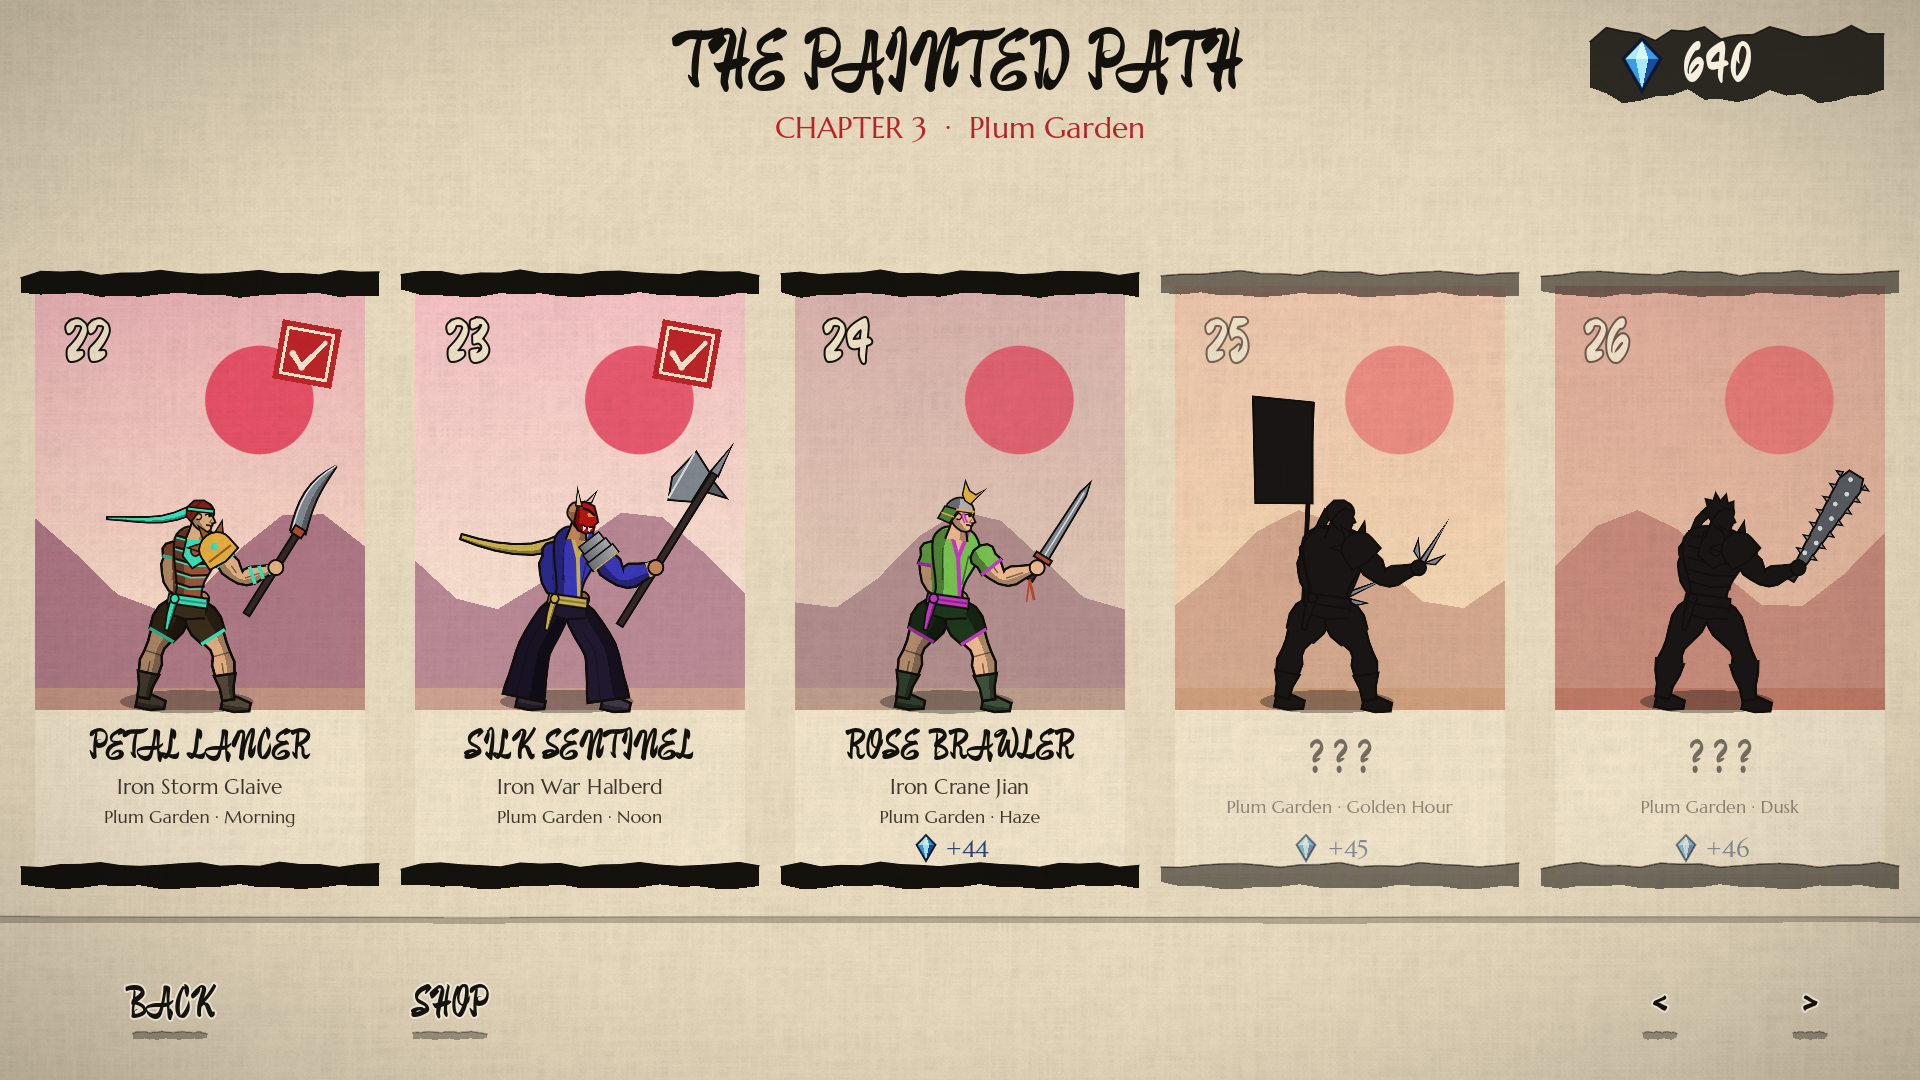 THE PAINTED PATH
640
CHAPTER 3 · Plum Garden
22
23
24
25
26
PETAL LANCER
Iron Storm Glaive
Plum Garden · Morning
SILK SENTINEL
Iron War Halberd
Plum Garden · Noon
ROSE BRAWLER
Iron Crane Jian
Plum Garden · Haze
+44
? ? ?
Plum Garden · Golden Hour
+45
? ? ?
Plum Garden · Dusk
+46
BACK
SHOP
<
>